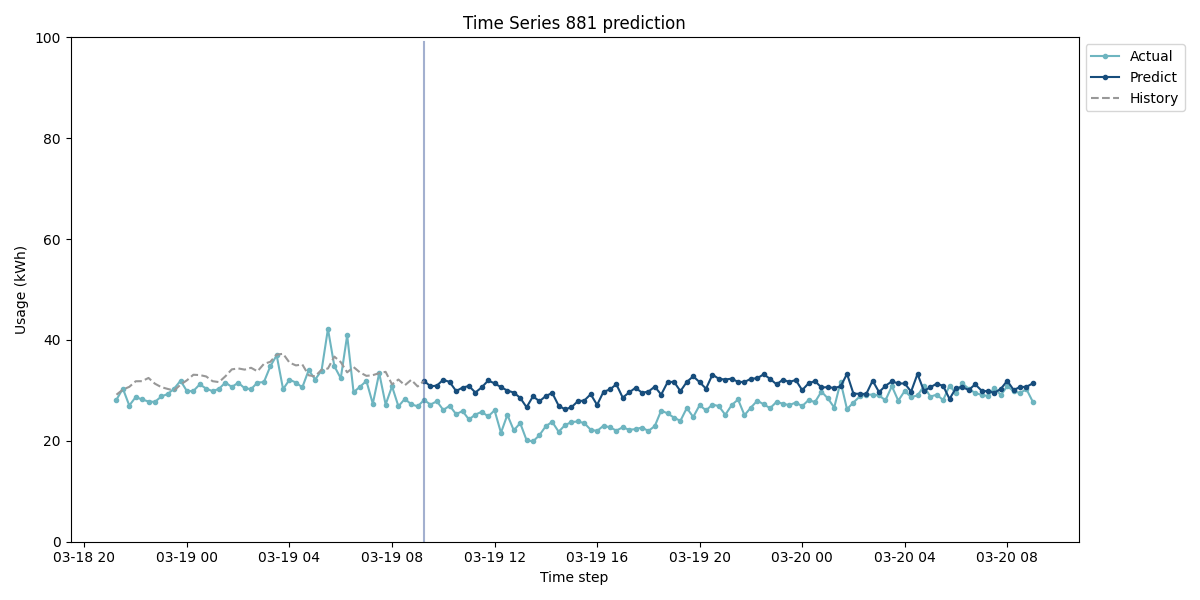 Time Series 881 prediction
100
80
60
40
20
0
Usage (kWh)
03-18 20
03-19 00
03-19 04
03-19 08
03-19 12
03-19 16
03-19 20
03-20 00
03-20 04
03-20 08
Time step
Actual
Predict
History